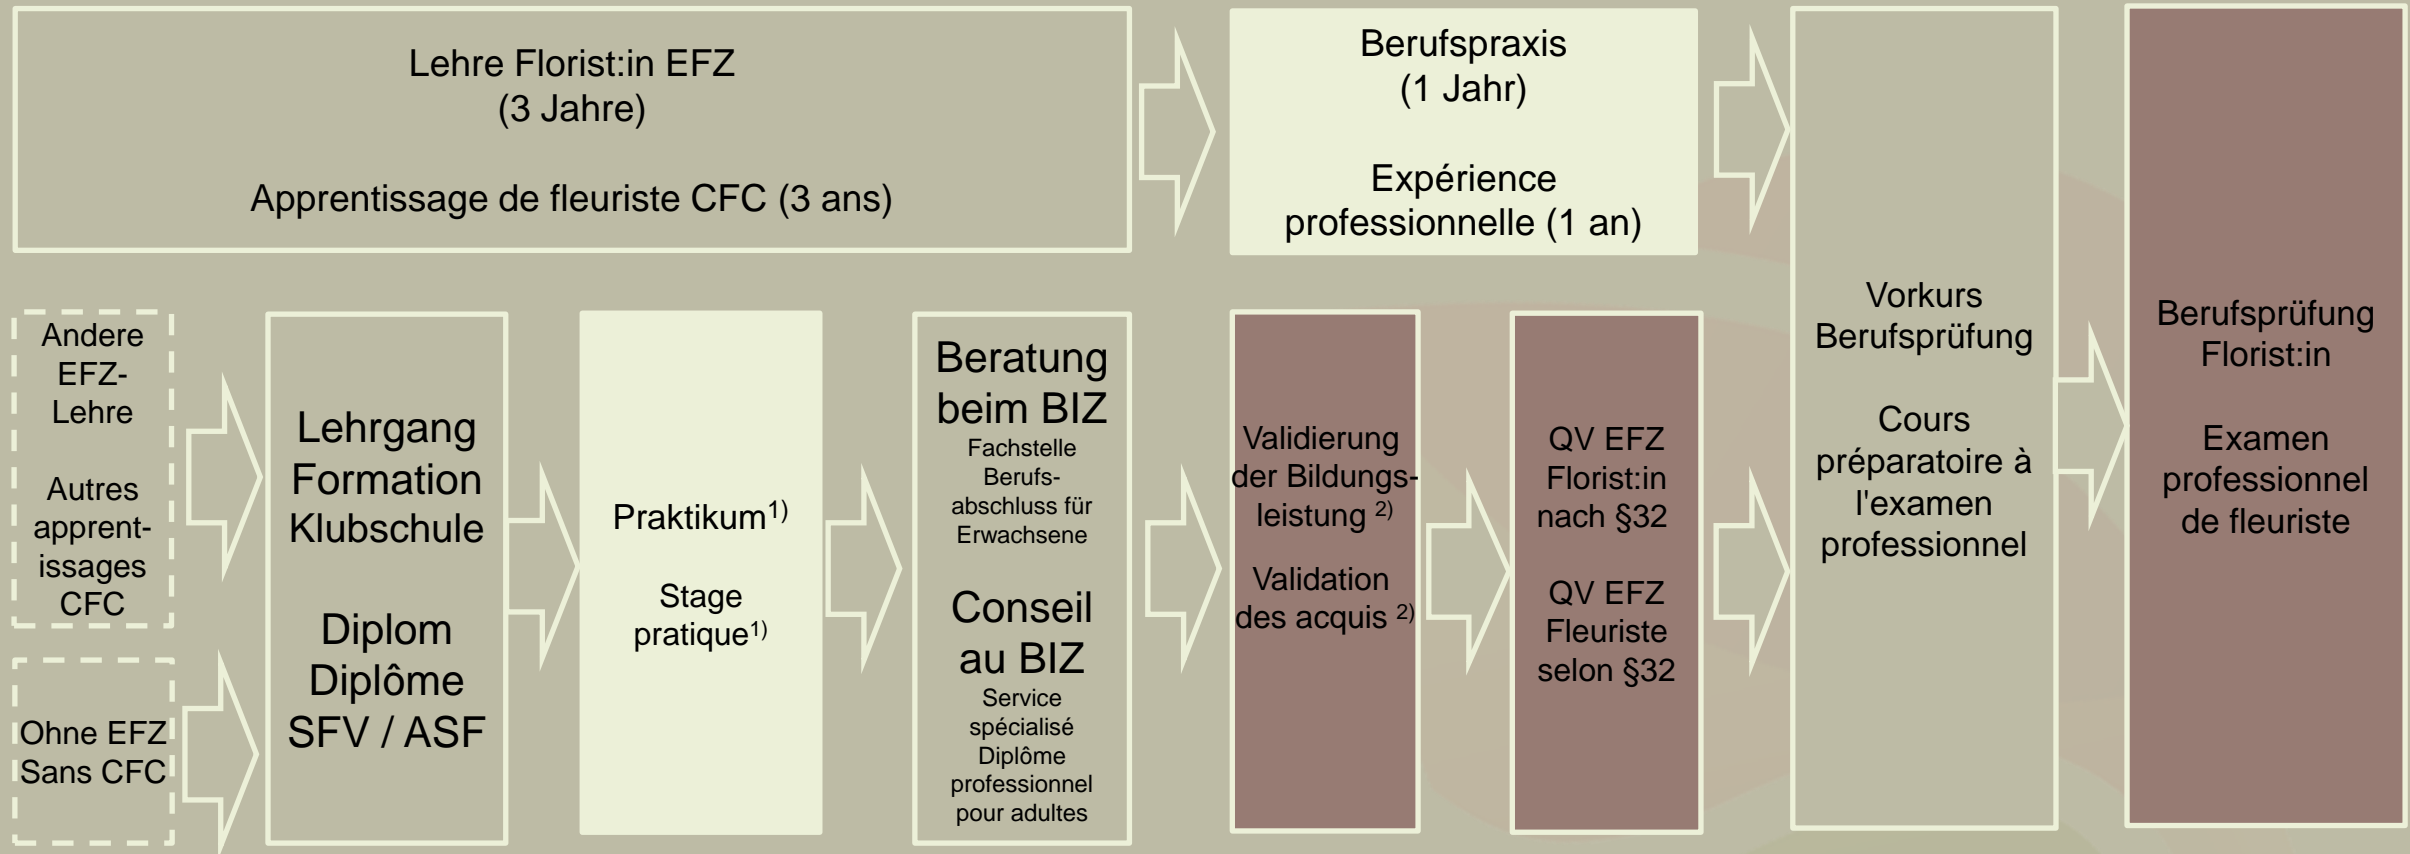 Lehre Florist:in EFZ
(3 Jahre)
Apprentissage de fleuriste CFC (3 ans)
Berufspraxis
(1 Jahr)
Expérience
professionnelle (1 an)
Andere
EFZ-
Lehre
Autres
apprent-
issages
CFC
Ohne EFZ
Sans CFC
Lehrgang
Formation
Klubschule
Diplom
Diplôme
SFV / ASF
Praktikum1)
Stage
pratique1)
Beratung
beim BIZ
Fachstelle
Berufs-
abschluss für
Erwachsene
Conseil
au BIZ
Service
spécialisé
Diplôme
professionnel
pour adultes
Validierung
der Bildungs-
leistung 2)
Validation
des acquis 2)
QV EFZ
Florist:in
nach §32
QV EFZ
Fleuriste
selon §32
Vorkurs
Berufsprüfung
Cours
préparatoire à
l'examen
professionnel
Berufsprüfung
Florist:in
Examen
professionnel
de fleuriste